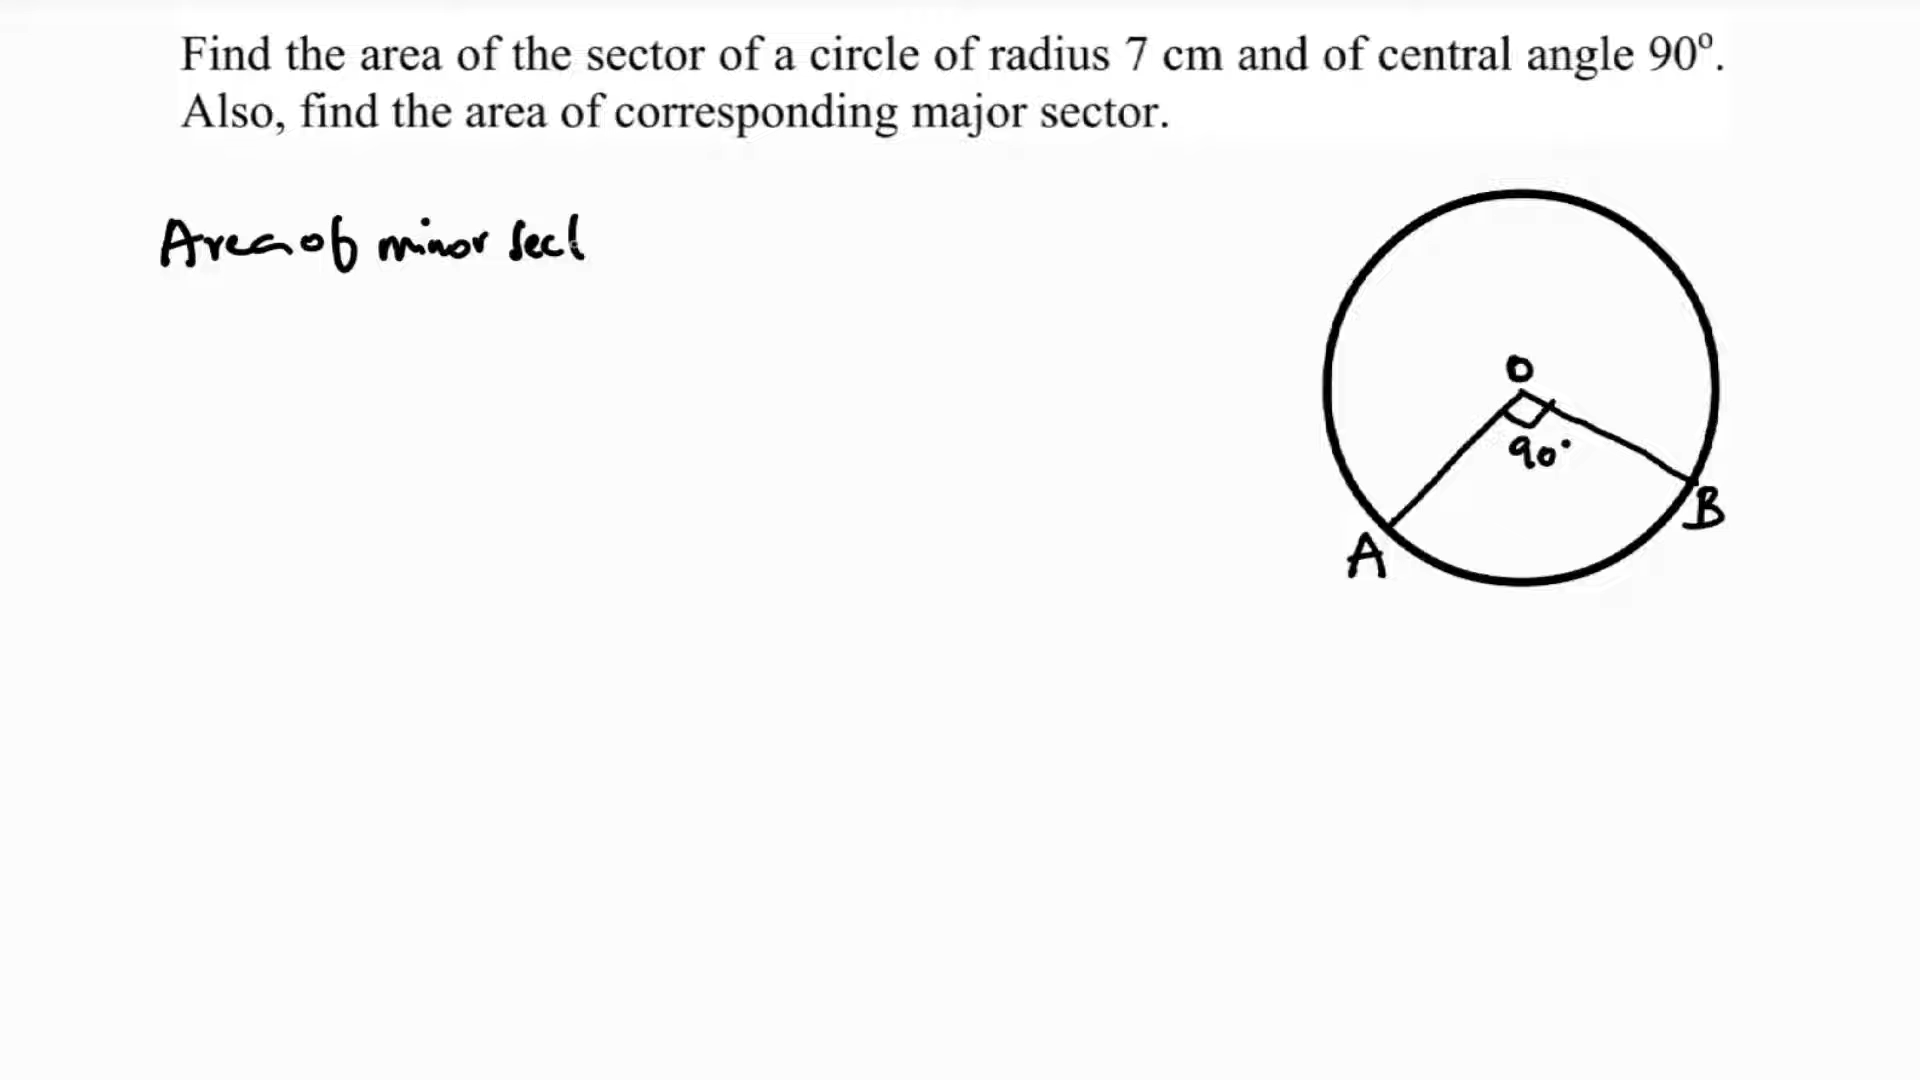 Find the area of the sector of a circle of radius 7 cm and of central angle 90º.
Also, find the area of corresponding major sector.
Area of minor sect
O
90°
B
A